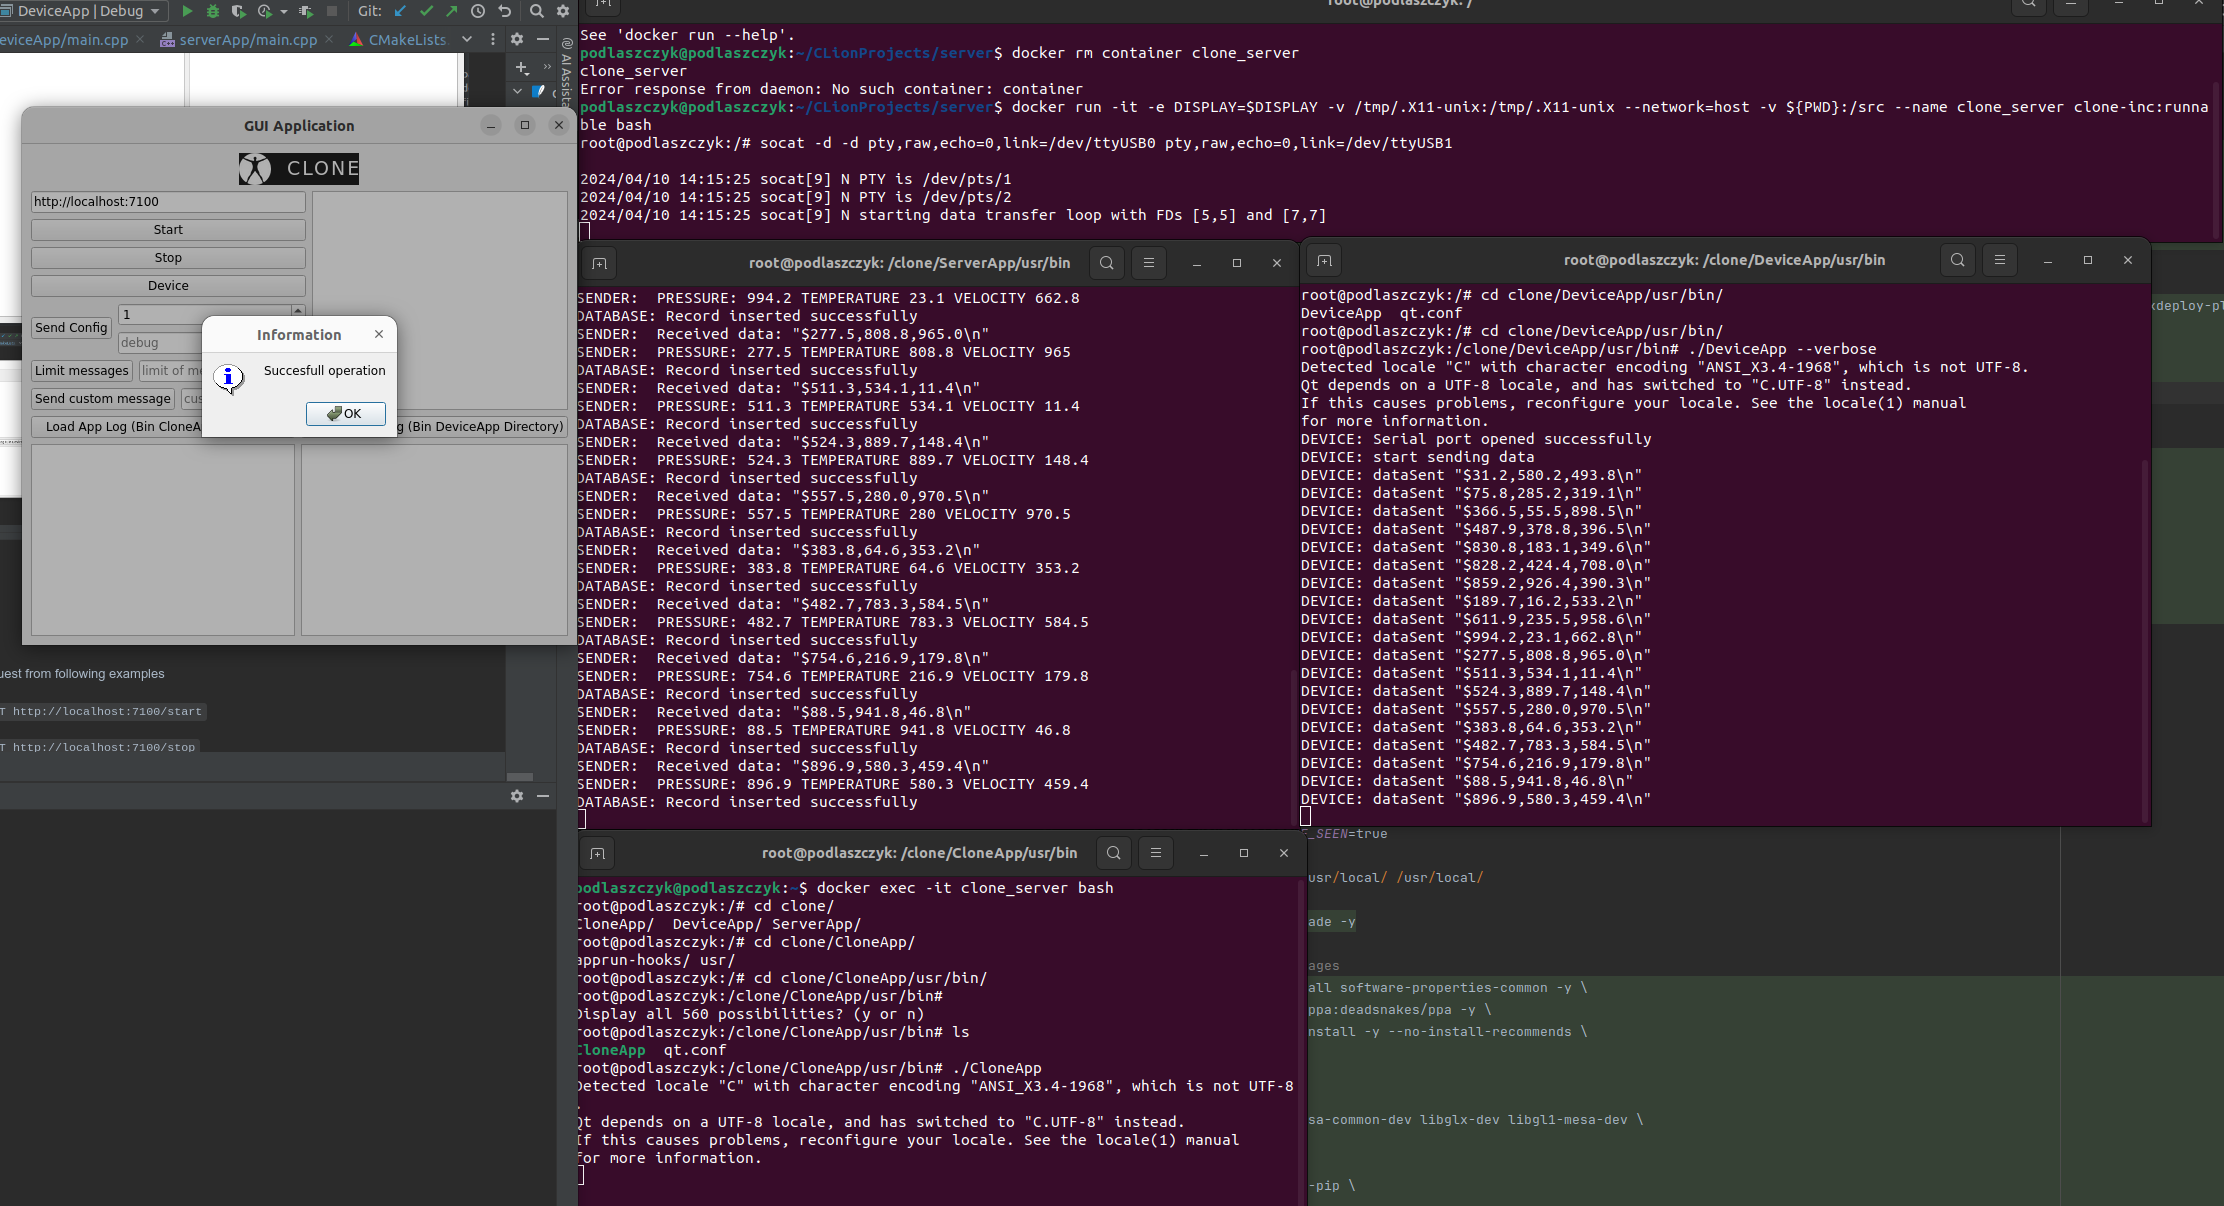 DeviceApp | Debug
Git:
eviceApp/main.cpp
serverApp/main.cpp
CMakeLists.
AI Assista
GUI Application
CLONE
http://localhost:7100
Start
Stop
Device
Send Config
1
debug
Limit messages
limit of me
Send custom message
cus
Load App Log (Bin CloneA
g (Bin DeviceApp Directory)
Information
Succesfull operation
OK
uest from following examples
T http://localhost:7100/start
T http://localhost:7100/stop
root@podlaszczyk: /
See 'docker run --help'.
podlaszczyk@podlaszczyk:~/CLionProjects/server$ docker rm container clone_server
clone_server
Error response from daemon: No such container: container
podlaszczyk@podlaszczyk:~/CLionProjects/server$ docker run -it -e DISPLAY=$DISPLAY -v /tmp/.X11-unix:/tmp/.X11-unix --network=host -v ${PWD}:/src --name clone_server clone-inc:runna
ble bash
root@podlaszczyk:/# socat -d -d pty,raw,echo=0,link=/dev/ttyUSB0 pty,raw,echo=0,link=/dev/ttyUSB1
2024/04/10 14:15:25 socat[9] N PTY is /dev/pts/1
2024/04/10 14:15:25 socat[9] N PTY is /dev/pts/2
2024/04/10 14:15:25 socat[9] N starting data transfer loop with FDs [5,5] and [7,7]
root@podlaszczyk: /clone/ServerApp/usr/bin
SENDER:  PRESSURE: 994.2 TEMPERATURE 23.1 VELOCITY 662.8
DATABASE: Record inserted successfully
SENDER:  Received data: "$277.5,808.8,965.0\n"
SENDER:  PRESSURE: 277.5 TEMPERATURE 808.8 VELOCITY 965
DATABASE: Record inserted successfully
SENDER:  Received data: "$511.3,534.1,11.4\n"
SENDER:  PRESSURE: 511.3 TEMPERATURE 534.1 VELOCITY 11.4
DATABASE: Record inserted successfully
SENDER:  Received data: "$524.3,889.7,148.4\n"
SENDER:  PRESSURE: 524.3 TEMPERATURE 889.7 VELOCITY 148.4
DATABASE: Record inserted successfully
SENDER:  Received data: "$557.5,280.0,970.5\n"
SENDER:  PRESSURE: 557.5 TEMPERATURE 280 VELOCITY 970.5
DATABASE: Record inserted successfully
SENDER:  Received data: "$383.8,64.6,353.2\n"
SENDER:  PRESSURE: 383.8 TEMPERATURE 64.6 VELOCITY 353.2
DATABASE: Record inserted successfully
SENDER:  Received data: "$482.7,783.3,584.5\n"
SENDER:  PRESSURE: 482.7 TEMPERATURE 783.3 VELOCITY 584.5
DATABASE: Record inserted successfully
SENDER:  Received data: "$754.6,216.9,179.8\n"
SENDER:  PRESSURE: 754.6 TEMPERATURE 216.9 VELOCITY 179.8
DATABASE: Record inserted successfully
SENDER:  Received data: "$88.5,941.8,46.8\n"
SENDER:  PRESSURE: 88.5 TEMPERATURE 941.8 VELOCITY 46.8
DATABASE: Record inserted successfully
SENDER:  Received data: "$896.9,580.3,459.4\n"
SENDER:  PRESSURE: 896.9 TEMPERATURE 580.3 VELOCITY 459.4
DATABASE: Record inserted successfully
root@podlaszczyk: /clone/DeviceApp/usr/bin
root@podlaszczyk:/# cd clone/DeviceApp/usr/bin/
DeviceApp  qt.conf
root@podlaszczyk:/# cd clone/DeviceApp/usr/bin/
root@podlaszczyk:/clone/DeviceApp/usr/bin# ./DeviceApp --verbose
Detected locale "C" with character encoding "ANSI_X3.4-1968", which is not UTF-8.
Qt depends on a UTF-8 locale, and has switched to "C.UTF-8" instead.
If this causes problems, reconfigure your locale. See the locale(1) manual
for more information.
DEVICE: Serial port opened successfully
DEVICE: start sending data
DEVICE: dataSent "$31.2,580.2,493.8\n"
DEVICE: dataSent "$75.8,285.2,319.1\n"
DEVICE: dataSent "$366.5,55.5,898.5\n"
DEVICE: dataSent "$487.9,378.8,396.5\n"
DEVICE: dataSent "$830.8,183.1,349.6\n"
DEVICE: dataSent "$828.2,424.4,708.0\n"
DEVICE: dataSent "$859.2,926.4,390.3\n"
DEVICE: dataSent "$189.7,16.2,533.2\n"
DEVICE: dataSent "$611.9,235.5,958.6\n"
DEVICE: dataSent "$994.2,23.1,662.8\n"
DEVICE: dataSent "$277.5,808.8,965.0\n"
DEVICE: dataSent "$511.3,534.1,11.4\n"
DEVICE: dataSent "$524.3,889.7,148.4\n"
DEVICE: dataSent "$557.5,280.0,970.5\n"
DEVICE: dataSent "$383.8,64.6,353.2\n"
DEVICE: dataSent "$482.7,783.3,584.5\n"
DEVICE: dataSent "$754.6,216.9,179.8\n"
DEVICE: dataSent "$88.5,941.8,46.8\n"
DEVICE: dataSent "$896.9,580.3,459.4\n"
root@podlaszczyk: /clone/CloneApp/usr/bin
podlaszczyk@podlaszczyk:~$ docker exec -it clone_server bash
root@podlaszczyk:/# cd clone/
CloneApp/  DeviceApp/ ServerApp/
root@podlaszczyk:/# cd clone/CloneApp/
apprun-hooks/ usr/
root@podlaszczyk:/# cd clone/CloneApp/usr/bin/
root@podlaszczyk:/clone/CloneApp/usr/bin#
Display all 560 possibilities? (y or n)
root@podlaszczyk:/clone/CloneApp/usr/bin# ls
CloneApp  qt.conf
root@podlaszczyk:/clone/CloneApp/usr/bin# ./CloneApp
Detected locale "C" with character encoding "ANSI_X3.4-1968", which is not UTF-8
.
Qt depends on a UTF-8 locale, and has switched to "C.UTF-8" instead.
If this causes problems, reconfigure your locale. See the locale(1) manual
for more information.
xdeploy-pl
_SEEN=true
usr/local/ /usr/local/
ade -y
ages
all software-properties-common -y \
ppa:deadsnakes/ppa -y \
nstall -y --no-install-recommends \
sa-common-dev libglx-dev libgl1-mesa-dev \
-pip \